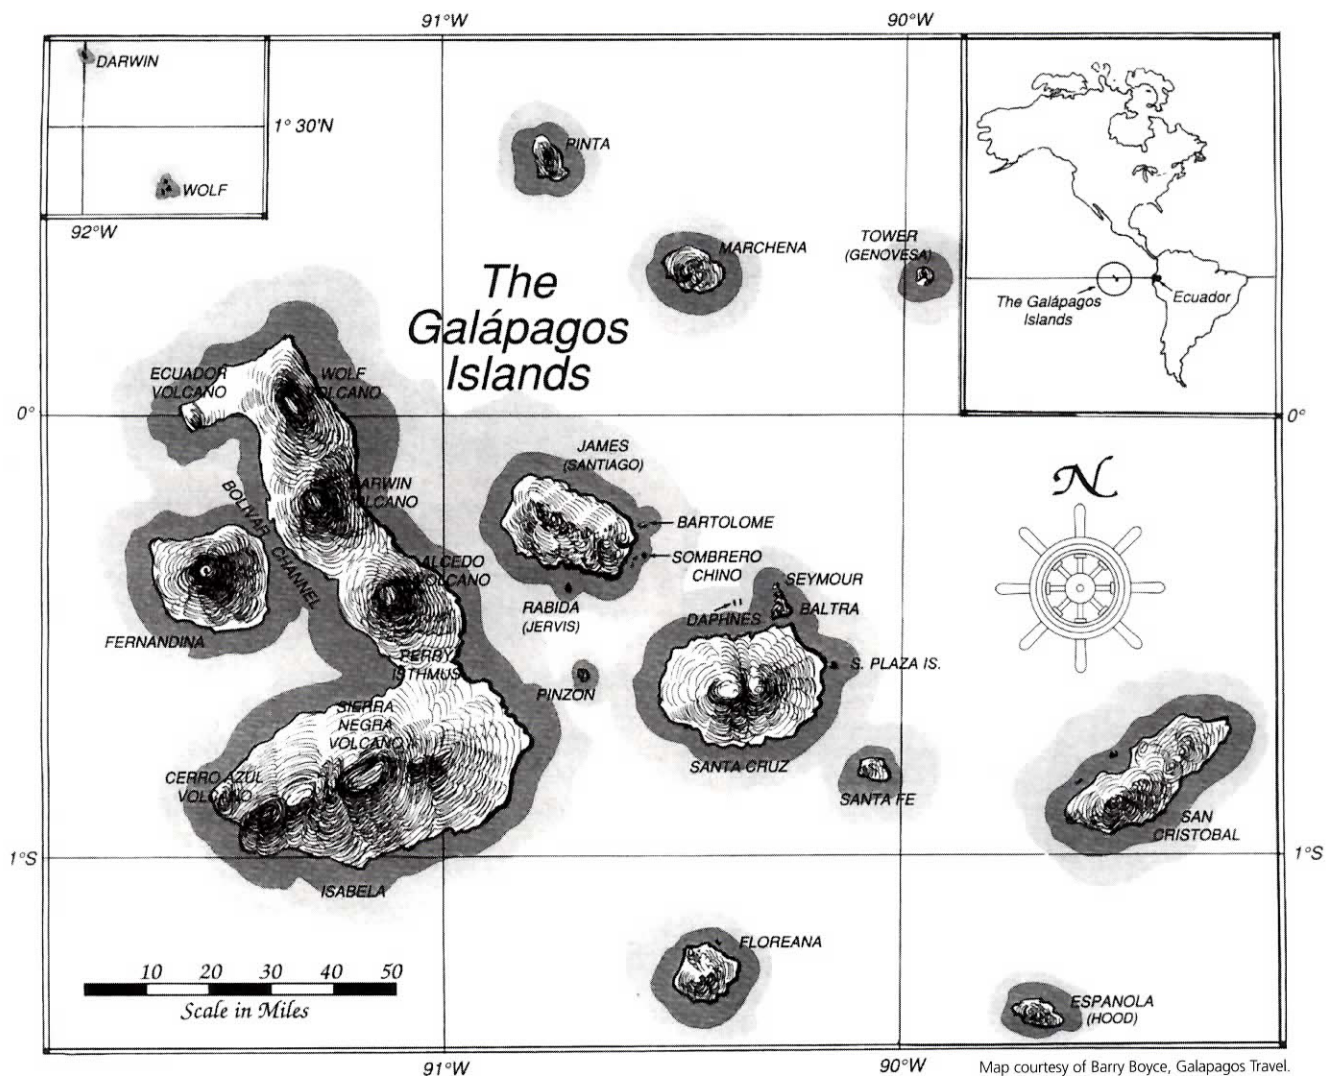 91°W
90°W
DARWIN
1° 30'N
WOLF
92°W
PINTA
MARCHENA
TOWER
(GENOVESA)
The Galápagos
Islands
Ecuador
The
Galápagos
Islands
ECUADOR
VOLCANO
WOLF
VOLCANO
0°
0°
JAMES
(SANTIAGO)
DARWIN
VOLCANO
BOLIVAR CHANNEL
N
BARTOLOME
SOMBRERO
CHINO
ALCEDO
VOLCANO
SEYMOUR
BALTRA
DAPHNES
RABIDA
(JERVIS)
FERNANDINA
PERRY
ISTHMUS
S. PLAZA IS.
PINZON
SIERRA
NEGRA
VOLCANO
SANTA CRUZ
CERRO AZUL
VOLCANO
SANTA FE
SAN
CRISTOBAL
1°S
1°S
ISABELA
FLOREANA
10 20 30 40 50
Scale in Miles
ESPANOLA
(HOOD)
91°W
90°W
Map courtesy of Barry Boyce, Galapagos Travel.